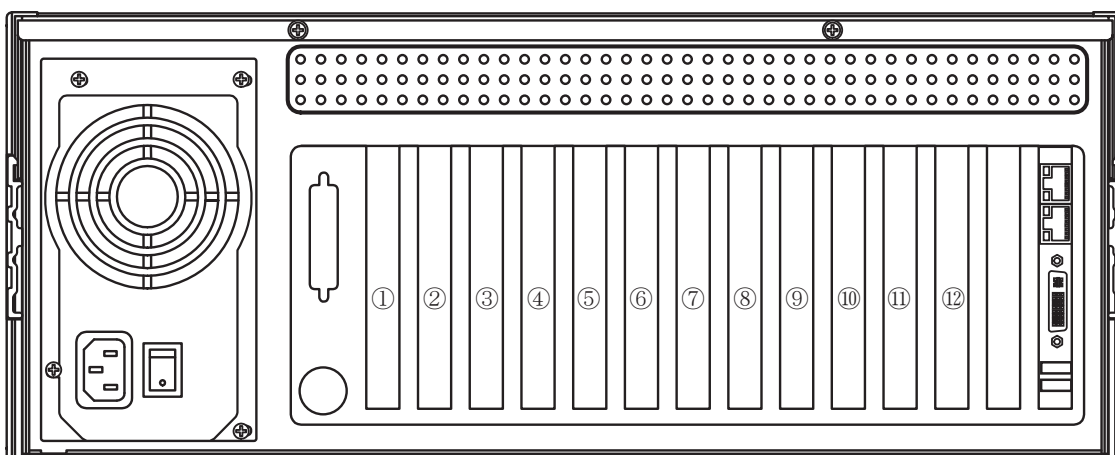 ① ② ③ ④ ⑤ ⑥ ⑦ ⑧ ⑨ ⑩ ⑪ ⑫